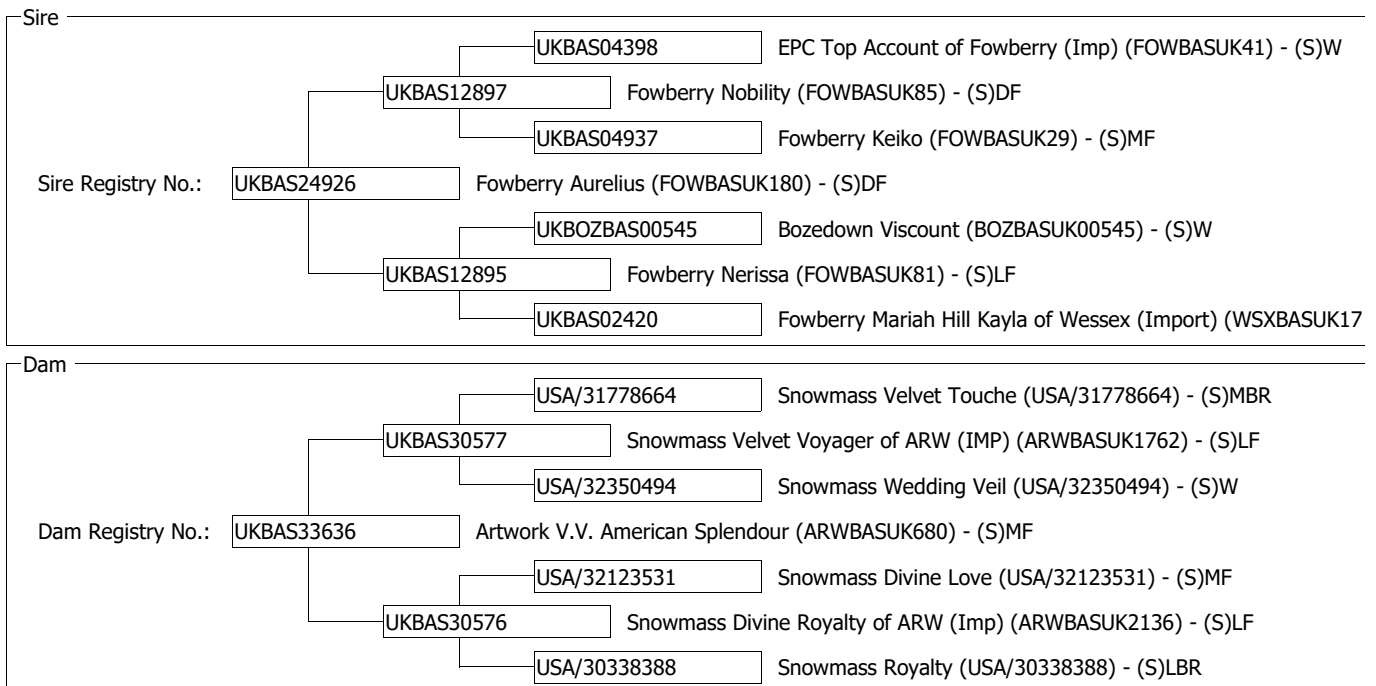 Sire
UKBAS04398 EPC Top Account of Fowberry (Imp) (FOWBASUK41) - (S)W
UKBAS12897 Fowberry Nobility (FOWBASUK85) - (S)DF
UKBAS04937 Fowberry Keiko (FOWBASUK29) - (S)MF
Sire Registry No.: UKBAS24926 Fowberry Aurelius (FOWBASUK180) - (S)DF
UKBOZBAS00545 Bozedown Viscount (BOZBASUK00545) - (S)W
UKBAS12895 Fowberry Nerissa (FOWBASUK81) - (S)LF
UKBAS02420 Fowberry Mariah Hill Kayla of Wessex (Import) (WSXBASUK17
Dam
USA/31778664 Snowmass Velvet Touche (USA/31778664) - (S)MBR
UKBAS30577 Snowmass Velvet Voyager of ARW (IMP) (ARWBASUK1762) - (S)LF
USA/32350494 Snowmass Wedding Veil (USA/32350494) - (S)W
Dam Registry No.: UKBAS33636 Artwork V.V. American Splendour (ARWBASUK680) - (S)MF
USA/32123531 Snowmass Divine Love (USA/32123531) - (S)MF
UKBAS30576 Snowmass Divine Royalty of ARW (Imp) (ARWBASUK2136) - (S)LF
USA/30338388 Snowmass Royalty (USA/30338388) - (S)LBR